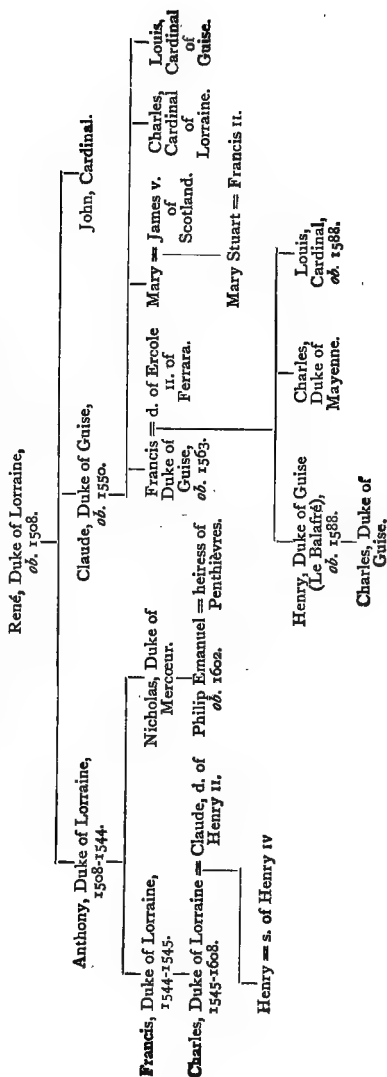 René, Duke of Lorraine,
ob. 1508.
Anthony, Duke of Lorraine,
1508-1544.
Claude, Duke of Guise,
ob. 1550.
John, Cardinal.
Francis, Duke of Lorraine,
1544-1545.
Nicholas, Duke of
Mercœur.
Francis = d. of Ercole
Duke of II. of
Guise, Ferrara.
ob. 1563.
Mary = James V.
of
Scotland.
Charles,
Cardinal
of
Lorraine.
Louis,
Cardinal
of
Guise.
Charles, Duke of Lorraine = Claude, d. of
1545-1608. Henry II.
Philip Emanuel = heiress of
ob. 1602. Penthièvres.
Mary Stuart = Francis II.
Henry = s. of Henry IV
Henry, Duke of Guise
(Le Balafré),
ob. 1588.
Charles,
Duke of
Mayenne.
Louis,
Cardinal,
ob. 1588.
Charles, Duke of
Guise.